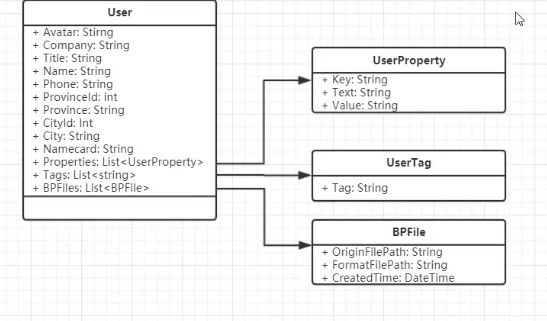 User
+ Avatar: Stiring
+ Company: String
+ Title: String
+ Name: String
+ Phone: String
+ ProvinceId: int
+ Province: String
+ CityId: Int
+ City: String
+ Namecard: String
+ Properties: List<UserProperty>
+ Tags: List<string>
+ BPFiles: List<BPFile>
UserProperty
+ Key: String
+ Text: String
+ Value: String
UserTag
+ Tag: String
BPFile
+ OriginFilePath: String
+ FormatFilePath: String
+ CreatedTime: DateTime